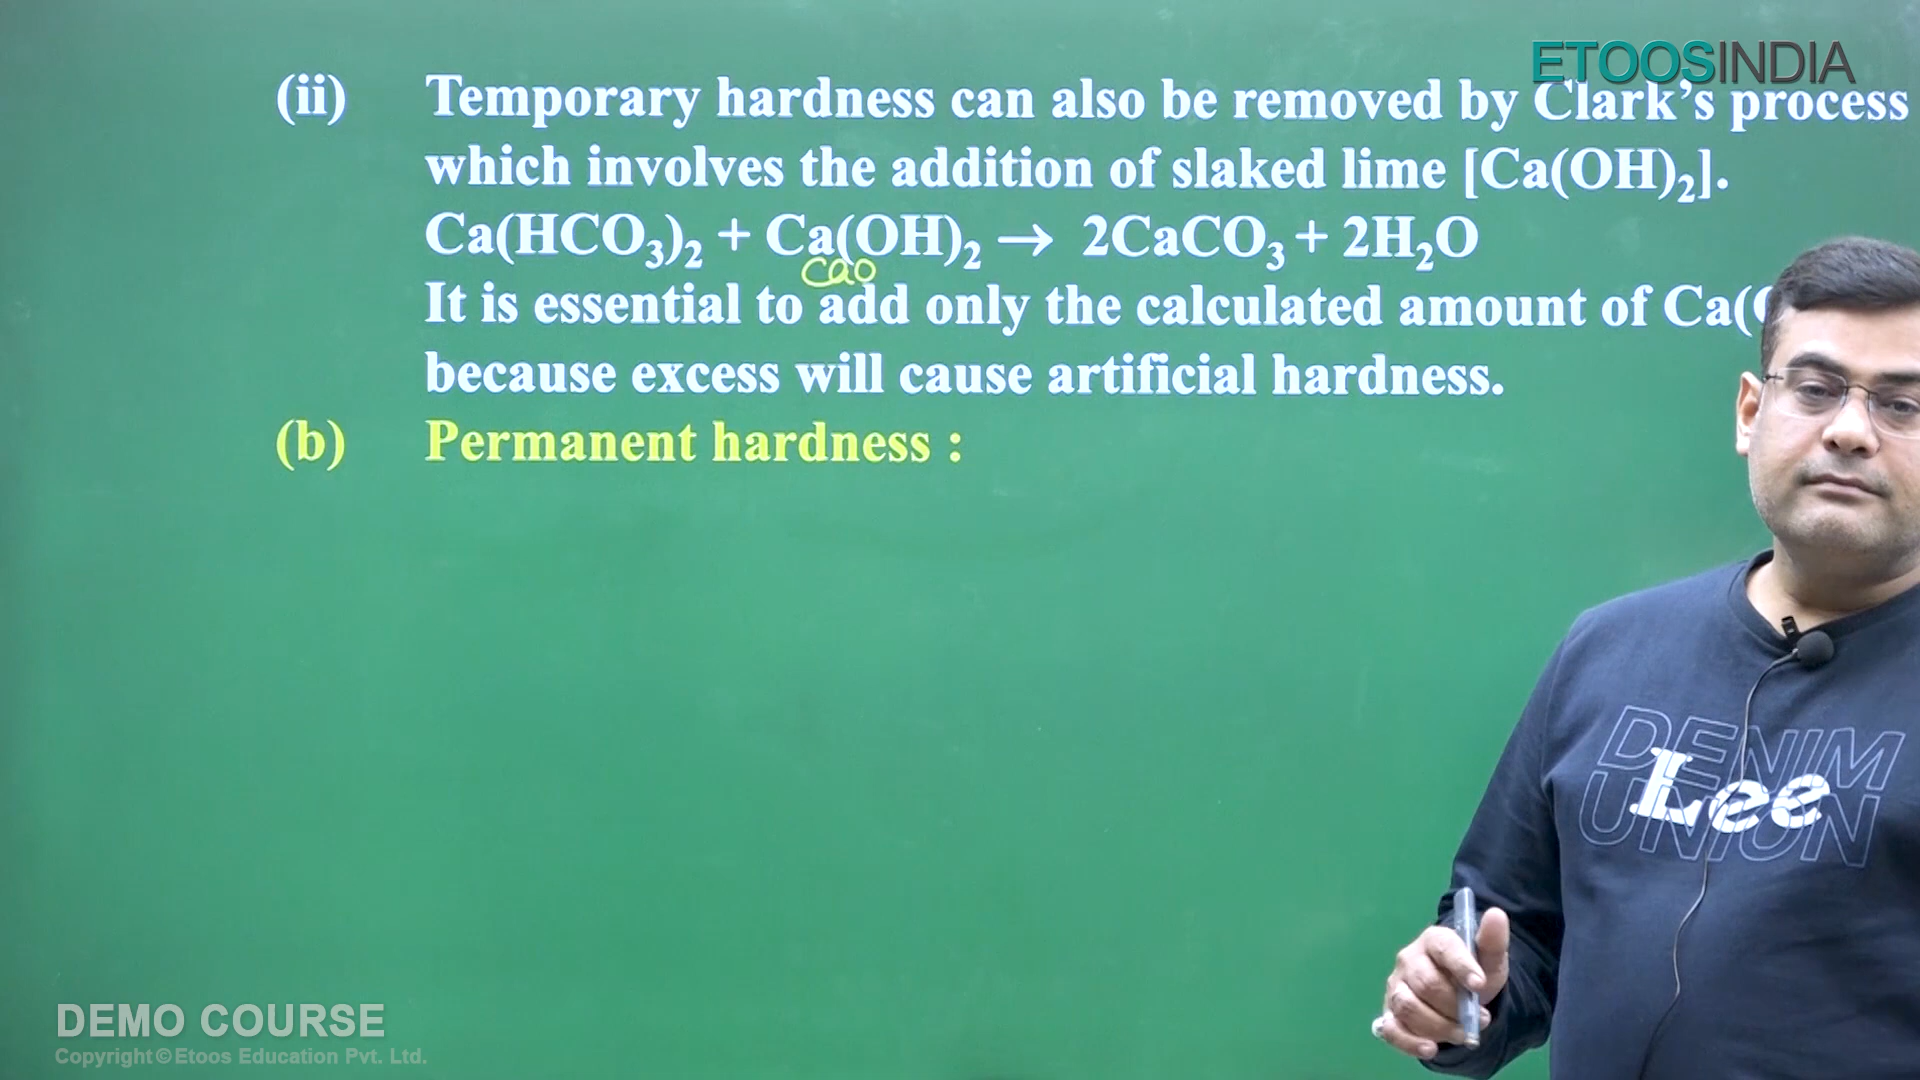 ETOOSINDIA
(ii) Temporary hardness can also be removed by Clark's process
which involves the addition of slaked lime [Ca(OH)₂].
Ca(HCO₃)₂ + Ca(OH)₂ → 2CaCO₃ + 2H₂O
CaO
It is essential to add only the calculated amount of Ca(
because excess will cause artificial hardness.
(b) Permanent hardness :
DENIM
Lee
UNION
DEMO COURSE
Copyright © Etoos Education Pvt. Ltd.